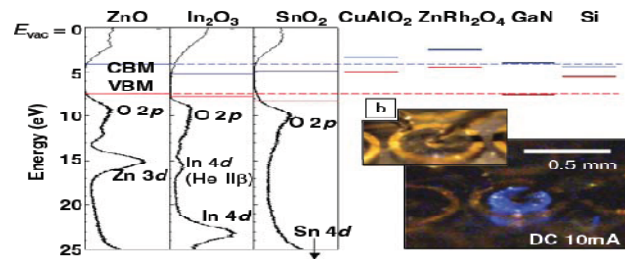 ZnO In₂O₃ SnO₂ CuAlO₂ ZnRh₂O₄ GaN Si
Evac = 0
CBM
5
VBM
10
O 2p O 2p O 2p
h
Energy (eV)
15
In 4d
(He IIβ)
Zn 3d
0.5 mm
20
In 4d
Sn 4d
25
DC 10mA